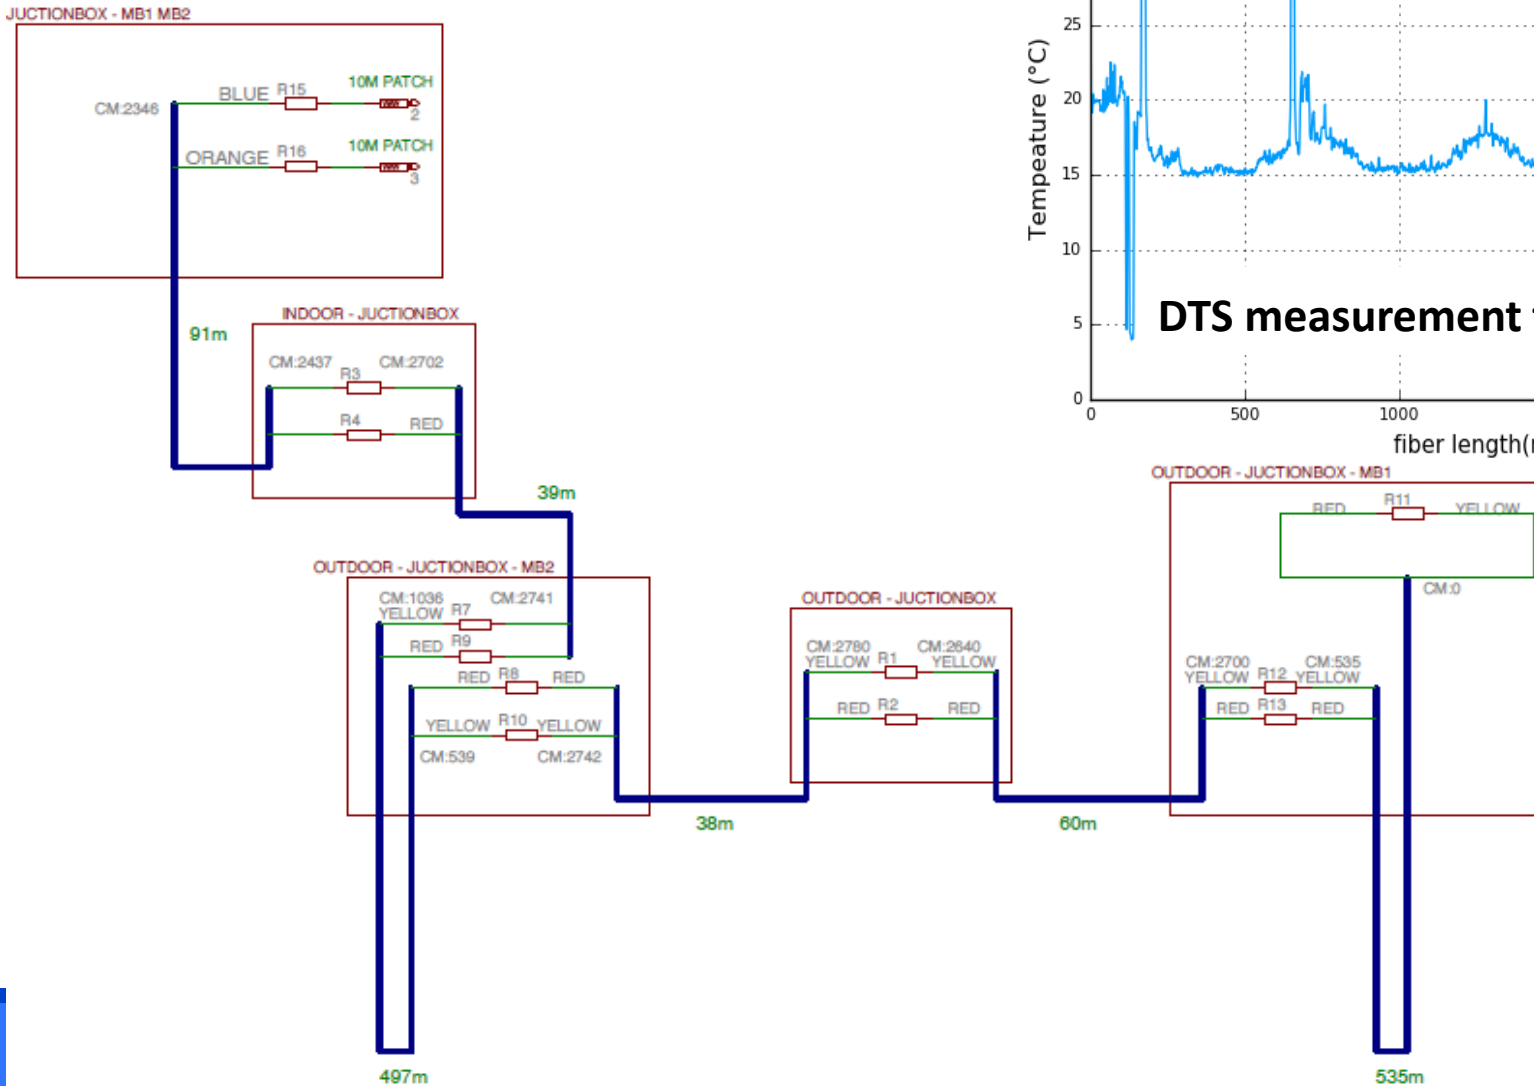 JUCTIONBOX - MB1 MB2
CM:2346
BLUE R15
10M PATCH
2
ORANGE R16
10M PATCH
3
91m
INDOOR - JUCTIONBOX
CM:2437
CM:2702
R3
R4
RED
39m
OUTDOOR - JUCTIONBOX - MB2
CM:1036
CM:2741
YELLOW R7
RED R9
RED R8 RED
YELLOW R10 YELLOW
CM:539
CM:2742
38m
497m
OUTDOOR - JUCTIONBOX
CM:2780
CM:2640
YELLOW R1 YELLOW
RED R2 RED
60m
Tempeature (°C)
25
20
15
10
5
0
0
500
1000
fiber length(
DTS measurement
OUTDOOR - JUCTIONBOX - MB1
RED R11 YELLOW
CM:0
CM:2700
CM:535
YELLOW R12 YELLOW
RED R13 RED
535m